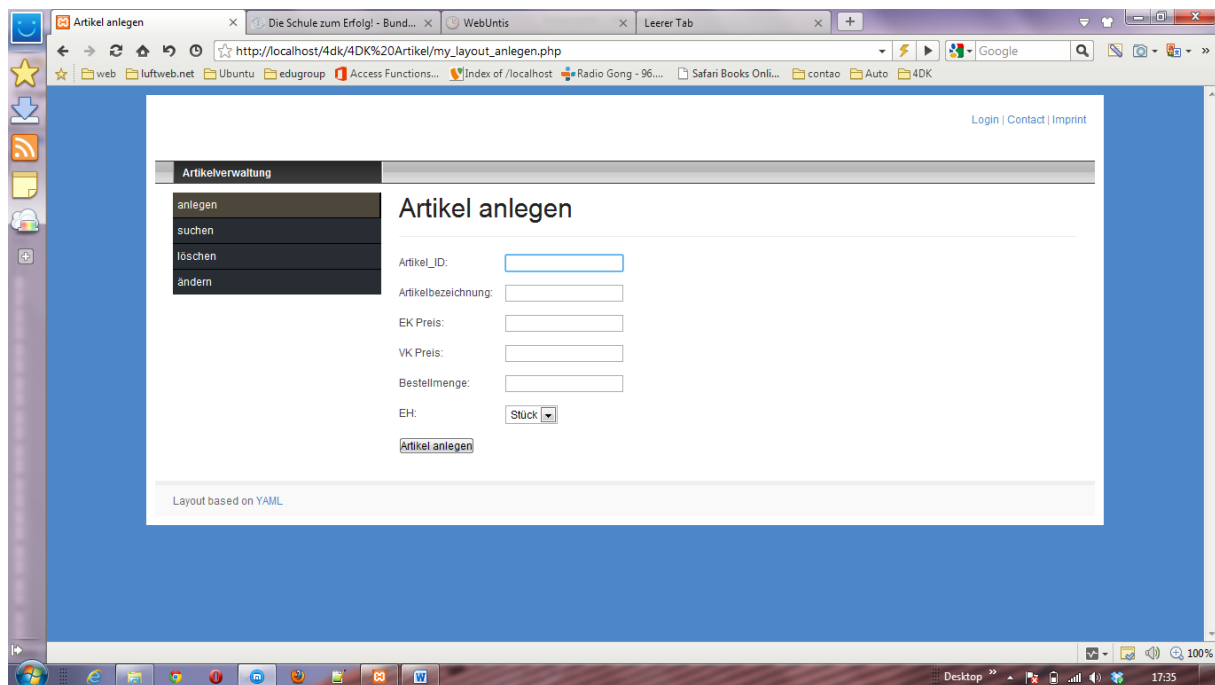 Artikel anlegen
Die Schule zum Erfolg! - Bund...
WebUntis
Leerer Tab
http://localhost/4dk/4DK%20Artikel/my_layout_anlegen.php
Google
web
luftweb.net
Ubuntu
edugroup
Access Functions...
Index of /localhost
Radio Gong - 96....
Safari Books Onli...
contao
Auto
4DK
Login | Contact | Imprint
Artikelverwaltung
anlegen
suchen
löschen
ändern
Artikel anlegen
Artikel_ID:
Artikelbezeichnung:
EK Preis:
VK Preis:
Bestellmenge:
EH:
Stück
Artikel anlegen
Layout based on YAML
100%
Desktop
17:35